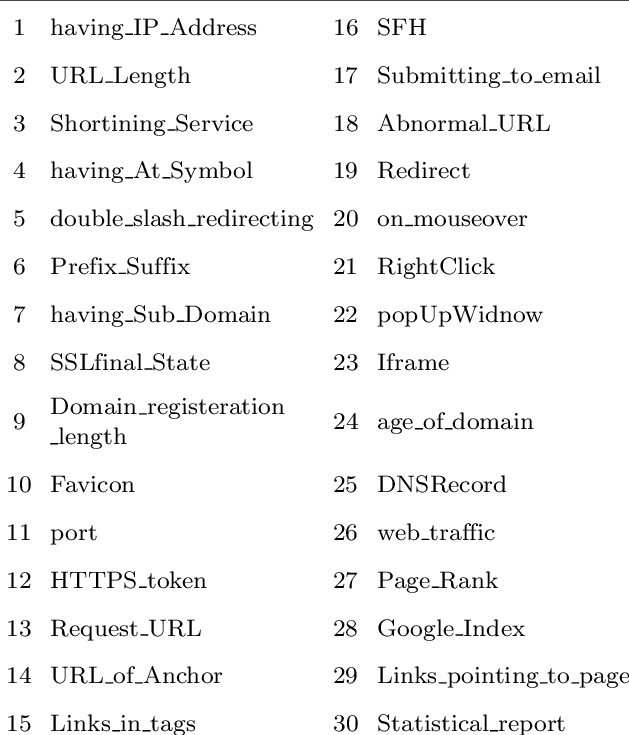 1 having_IP_Address 16 SFH
2 URL_Length 17 Submitting_to_email
3 Shortining_Service 18 Abnormal_URL
4 having_At_Symbol 19 Redirect
5 double_slash_redirecting 20 on_mouseover
6 Prefix_Suffix 21 RightClick
7 having_Sub_Domain 22 popUpWidnow
8 SSLfinal_State 23 Iframe
9 Domain_registeration
_length 24 age_of_domain
10 Favicon 25 DNSRecord
11 port 26 web_traffic
12 HTTPS_token 27 Page_Rank
13 Request_URL 28 Google_Index
14 URL_of_Anchor 29 Links_pointing_to_page
15 Links_in_tags 30 Statistical_report